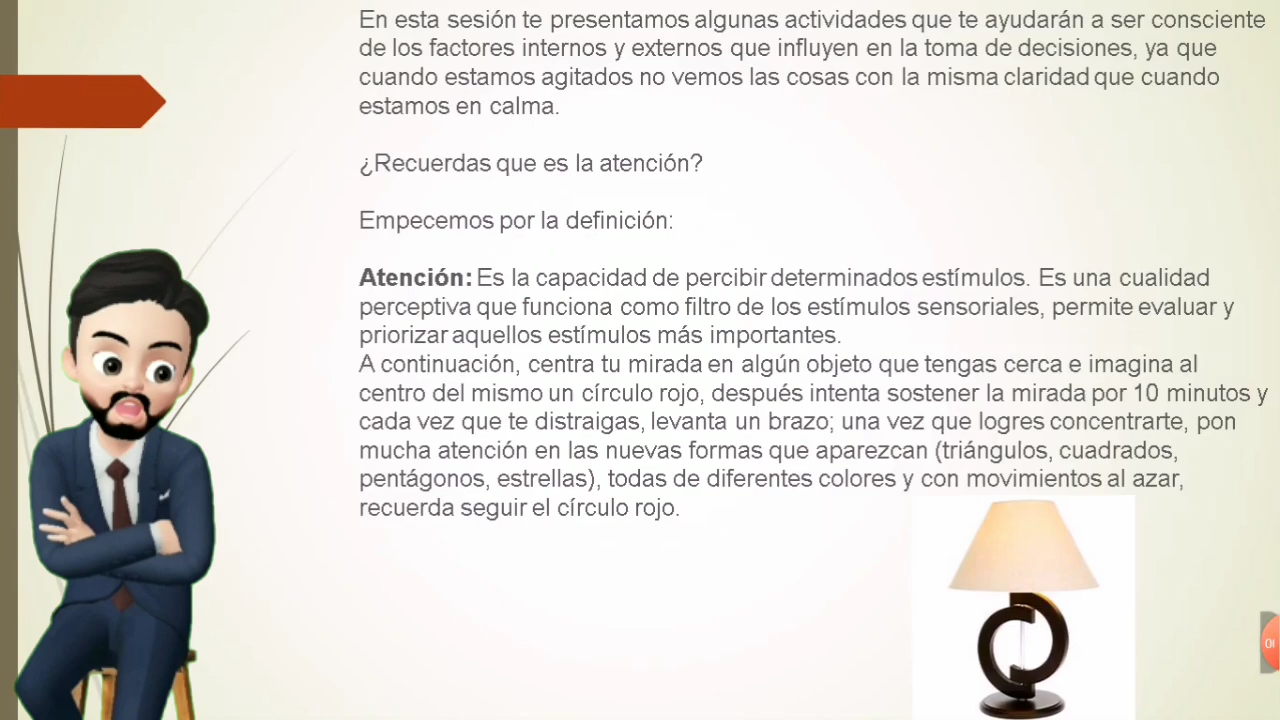 En esta sesión te presentamos algunas actividades que te ayudarán a ser consciente
de los factores internos y externos que influyen en la toma de decisiones, ya que
cuando estamos agitados no vemos las cosas con la misma claridad que cuando
estamos en calma.
¿Recuerdas que es la atención?
Empecemos por la definición:
Atención: Es la capacidad de percibir determinados estímulos. Es una cualidad
perceptiva que funciona como filtro de los estímulos sensoriales, permite evaluar y
priorizar aquellos estímulos más importantes.
A continuación, centra tu mirada en algún objeto que tengas cerca e imagina al
centro del mismo un círculo rojo, después intenta sostener la mirada por 10 minutos y
cada vez que te distraigas, levanta un brazo; una vez que logres concentrarte, pon
mucha atención en las nuevas formas que aparezcan (triángulos, cuadrados,
pentágonos, estrellas), todas de diferentes colores y con movimientos al azar,
recuerda seguir el círculo rojo.